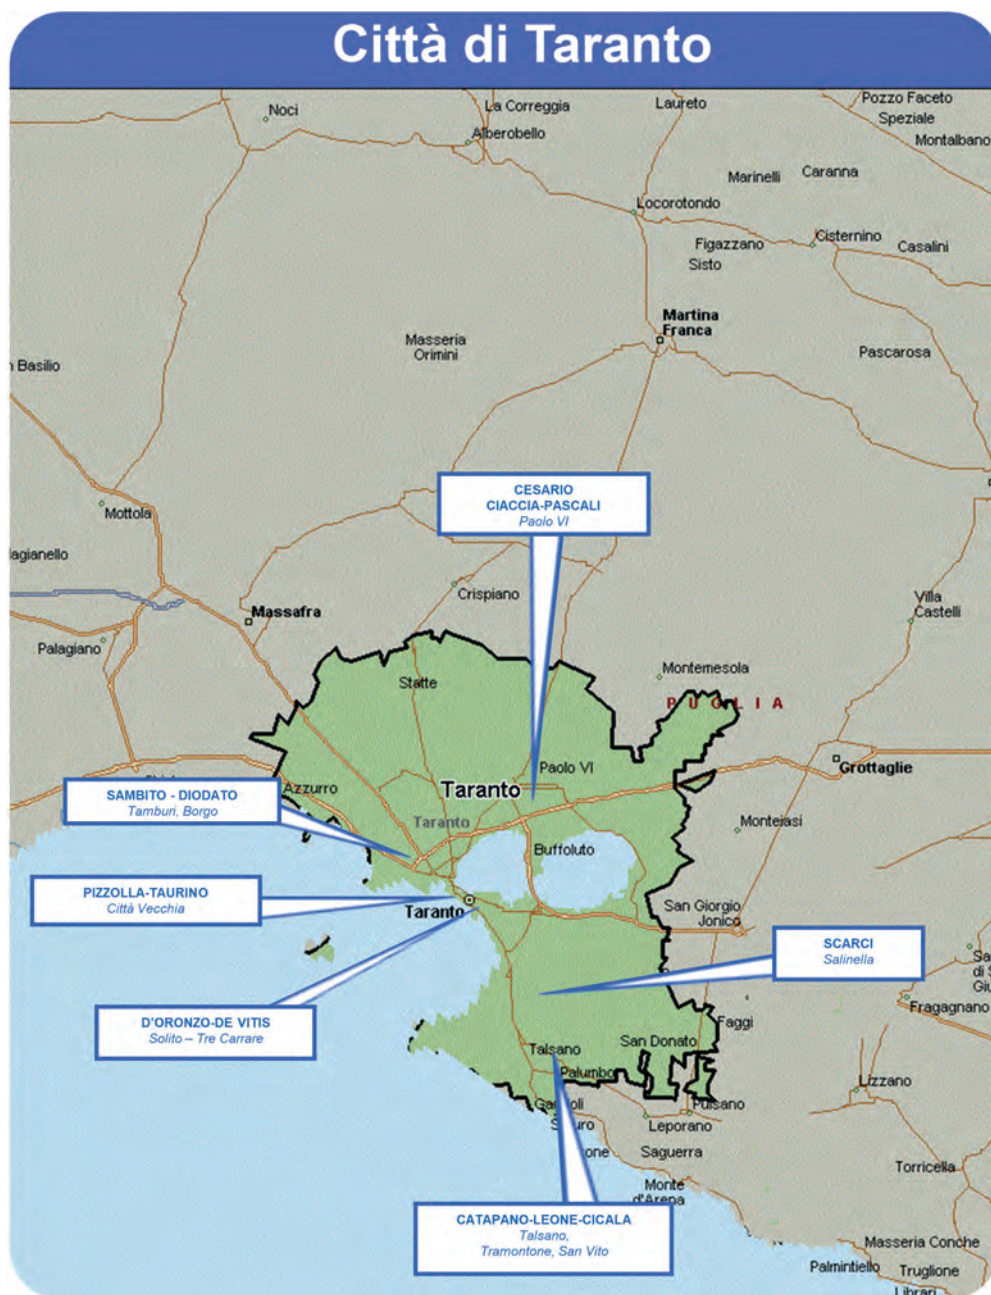 Città di Taranto
Noci
La Correggia
Alberobello
Laureto
Pozzo Faceto
Speziale
Montalbano
Marinelli
Caranna
Locorotondo
Figazzano
Sisto
Cisternino
Casalini
Martina
Franca
Masseria
Orimini
Pascarosa
Basilio
CESARIO
CIACCIA-PASCALI
Paolo VI
Mottola
lagianello
Crispiano
Villa
Castelli
Massafra
Palagiano
Montemesola
Statte
PUGLIA
Paolo VI
Grottaglie
Azzurro
Taranto
SAMBITO - DIODATO
Tamburi, Borgo
Taranto
Monteiasi
Buffoluto
PIZZOLLA-TAURINO
Città Vecchia
Taranto
San Giorgio
Jonico
SCARCI
Salinella
Fragagnano
D'ORONZO-DE VITIS
Solito – Tre Carrare
Faggi
San Donato
Talsano
Palumbo
Lizzano
Pulsano
Leporano
Saguerra
Torricella
Monte
d'Arena
CATAPANO-LEONE-CICALA
Talsano,
Tramontone, San Vito
Masseria Conche
Palmintiello
Truglione
Librari